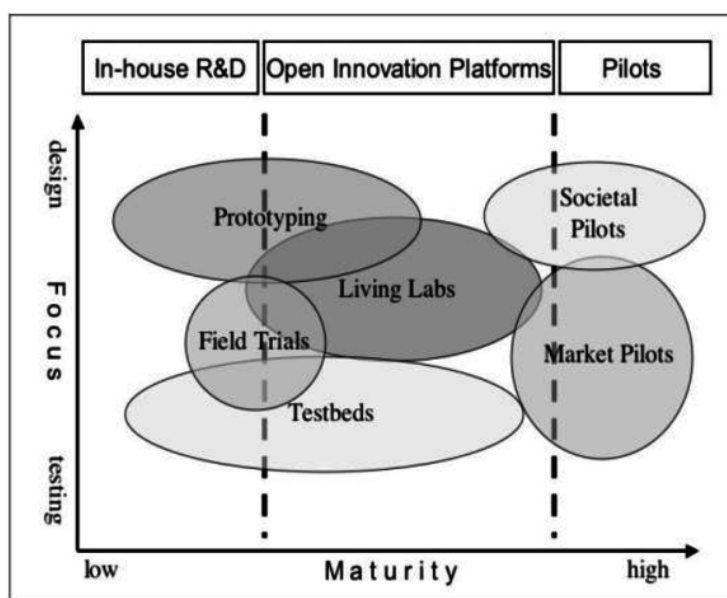 In-house R&D
Open Innovation Platforms
Pilots
design
Focus
testing
Prototyping
Societal
Pilots
Living Labs
Field Trials
Market Pilots
Testbeds
low
Maturity
high